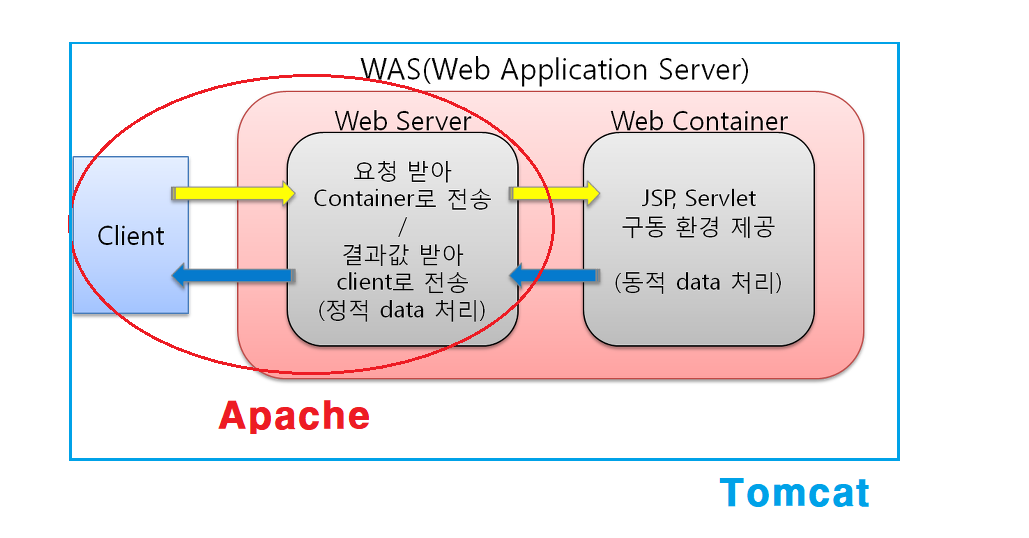 WAS(Web Application Server)
Web Server
Web Container
Client
요청 받아
Container로 전송
/
결과값 받아
client로 전송
(정적 data 처리)
JSP, Servlet
구동 환경 제공
(동적 data 처리)
Apache
Tomcat